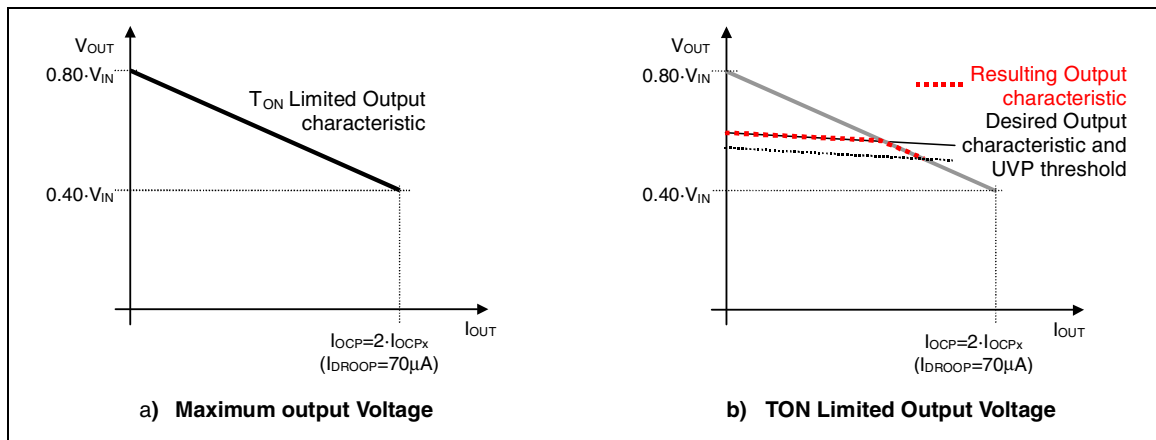 VOUT
0.80·VIN
TON Limited Output
characteristic
0.40·VIN
IOUT
IOCP=2·IOCPx
(IDROOP=70μA)
a) Maximum output Voltage
VOUT
0.80·VIN
Resulting Output
characteristic
Desired Output
characteristic and
UVP threshold
0.40·VIN
IOUT
IOCP=2·IOCPx
(IDROOP=70μA)
b) TON Limited Output Voltage